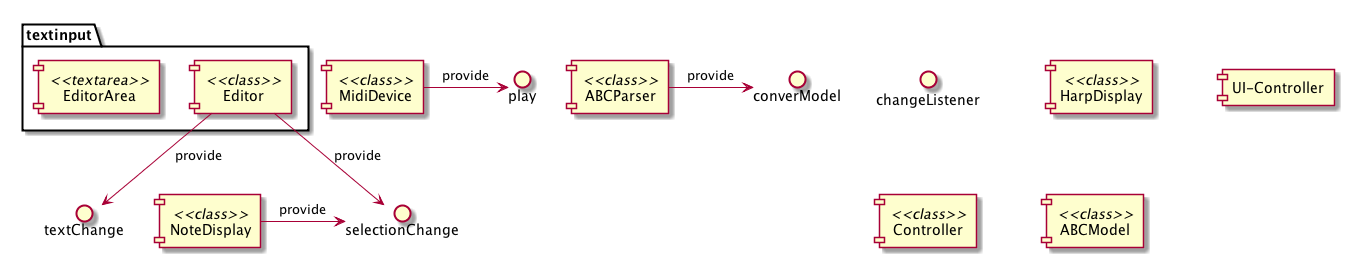 textinput
<<textarea>>
EditorArea
<<class>>
Editor
<<class>>
MidiDevice
provide
play
<<class>>
ABCParser
provide
converModel
changeListener
<<class>>
HarpDisplay
UI-Controller
provide
provide
textChange
<<class>>
NoteDisplay
provide
selectionChange
<<class>>
Controller
<<class>>
ABCModel